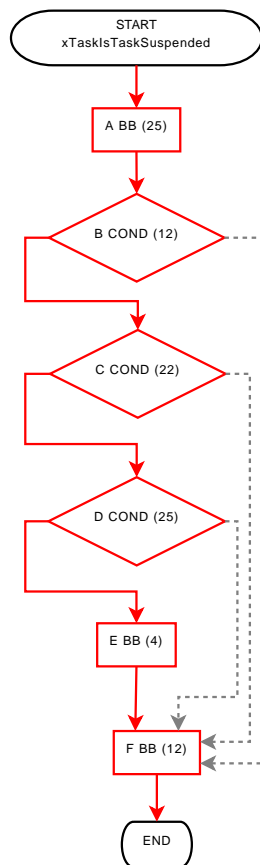 START
xTaskIsTaskSuspended
A BB (25)
B COND (12)
C COND (22)
D COND (25)
E BB (4)
F BB (12)
END